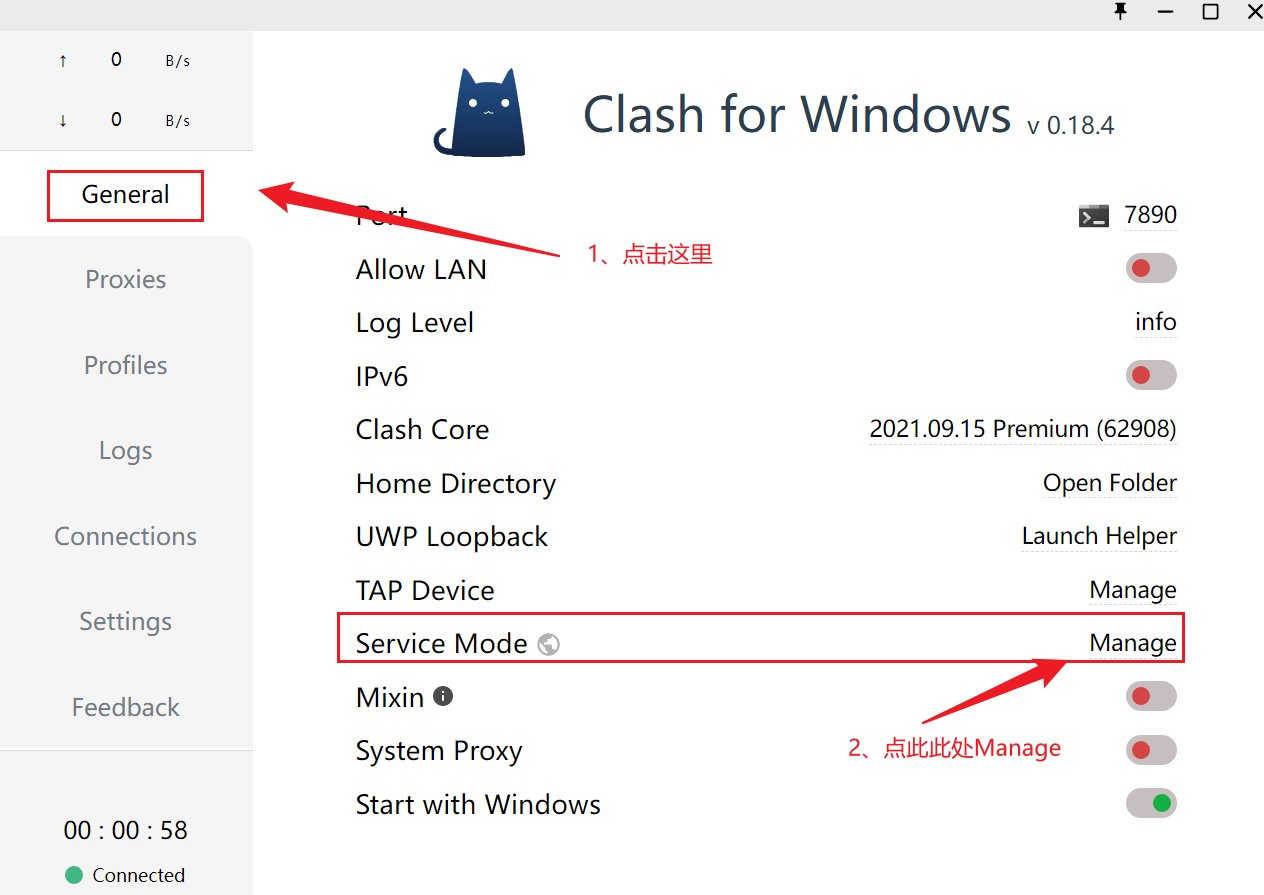 ↑ 0 B/s
↓ 0 B/s
General
Proxies
Profiles
Logs
Connections
Settings
Feedback
00 : 00 : 58
Connected
Clash for Windows v 0.18.4
Port 7890
1、点击这里
Allow LAN
Log Level info
IPv6
Clash Core 2021.09.15 Premium (62908)
Home Directory Open Folder
UWP Loopback Launch Helper
TAP Device Manage
Service Mode Manage
Mixin
2、点此此处Manage
System Proxy
Start with Windows